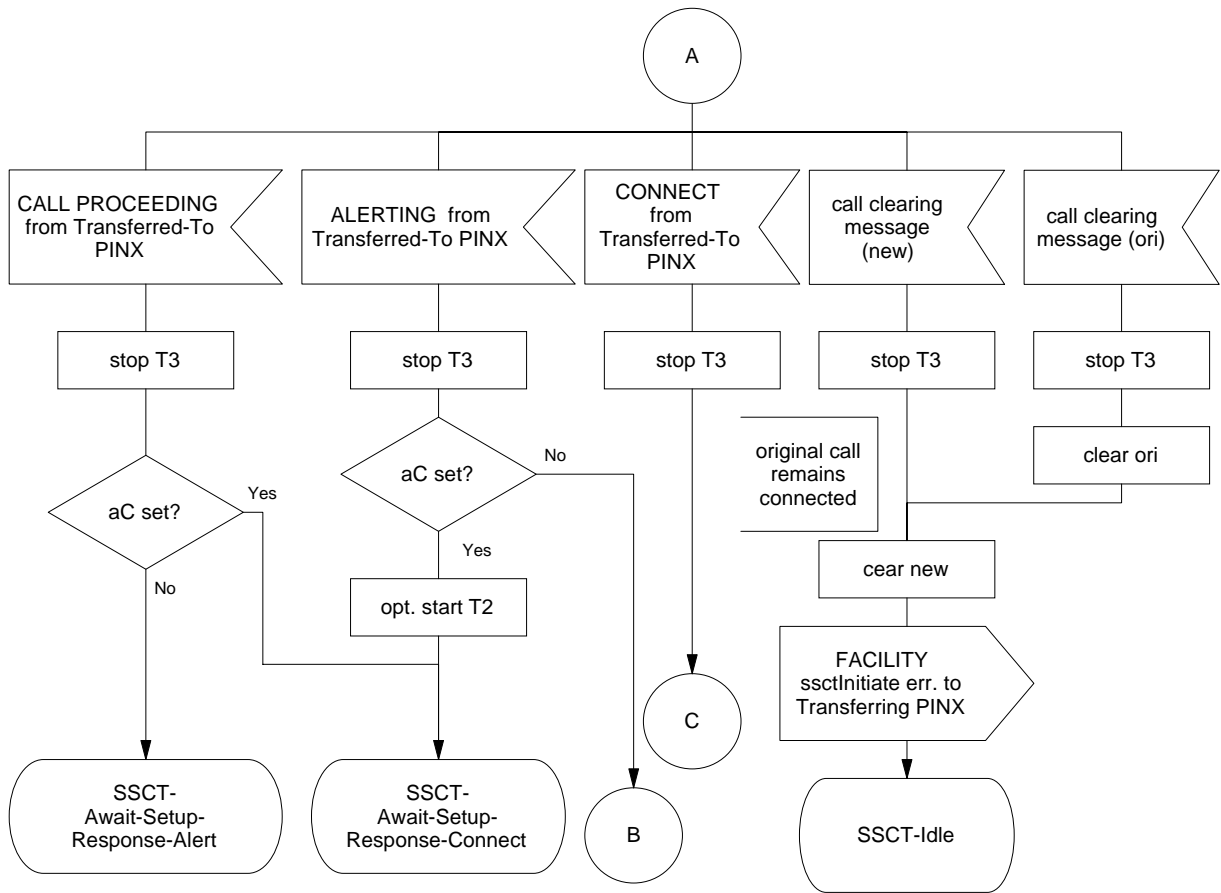 A
CALL PROCEEDING
from Transferred-To
PINX
ALERTING from
Transferred-To PINX
CONNECT
from
Transferred-To
PINX
call clearing
message
(new)
call clearing
message (ori)
stop T3
stop T3
stop T3
stop T3
stop T3
aC set?
Yes
No
aC set?
No
Yes
original call
remains
connected
clear ori
opt. start T2
cear new
FACILITY
ssctInitiate err. to
Transferring PINX
C
SSCT-
Await-Setup-
Response-Alert
SSCT-
Await-Setup-
Response-Connect
B
SSCT-Idle